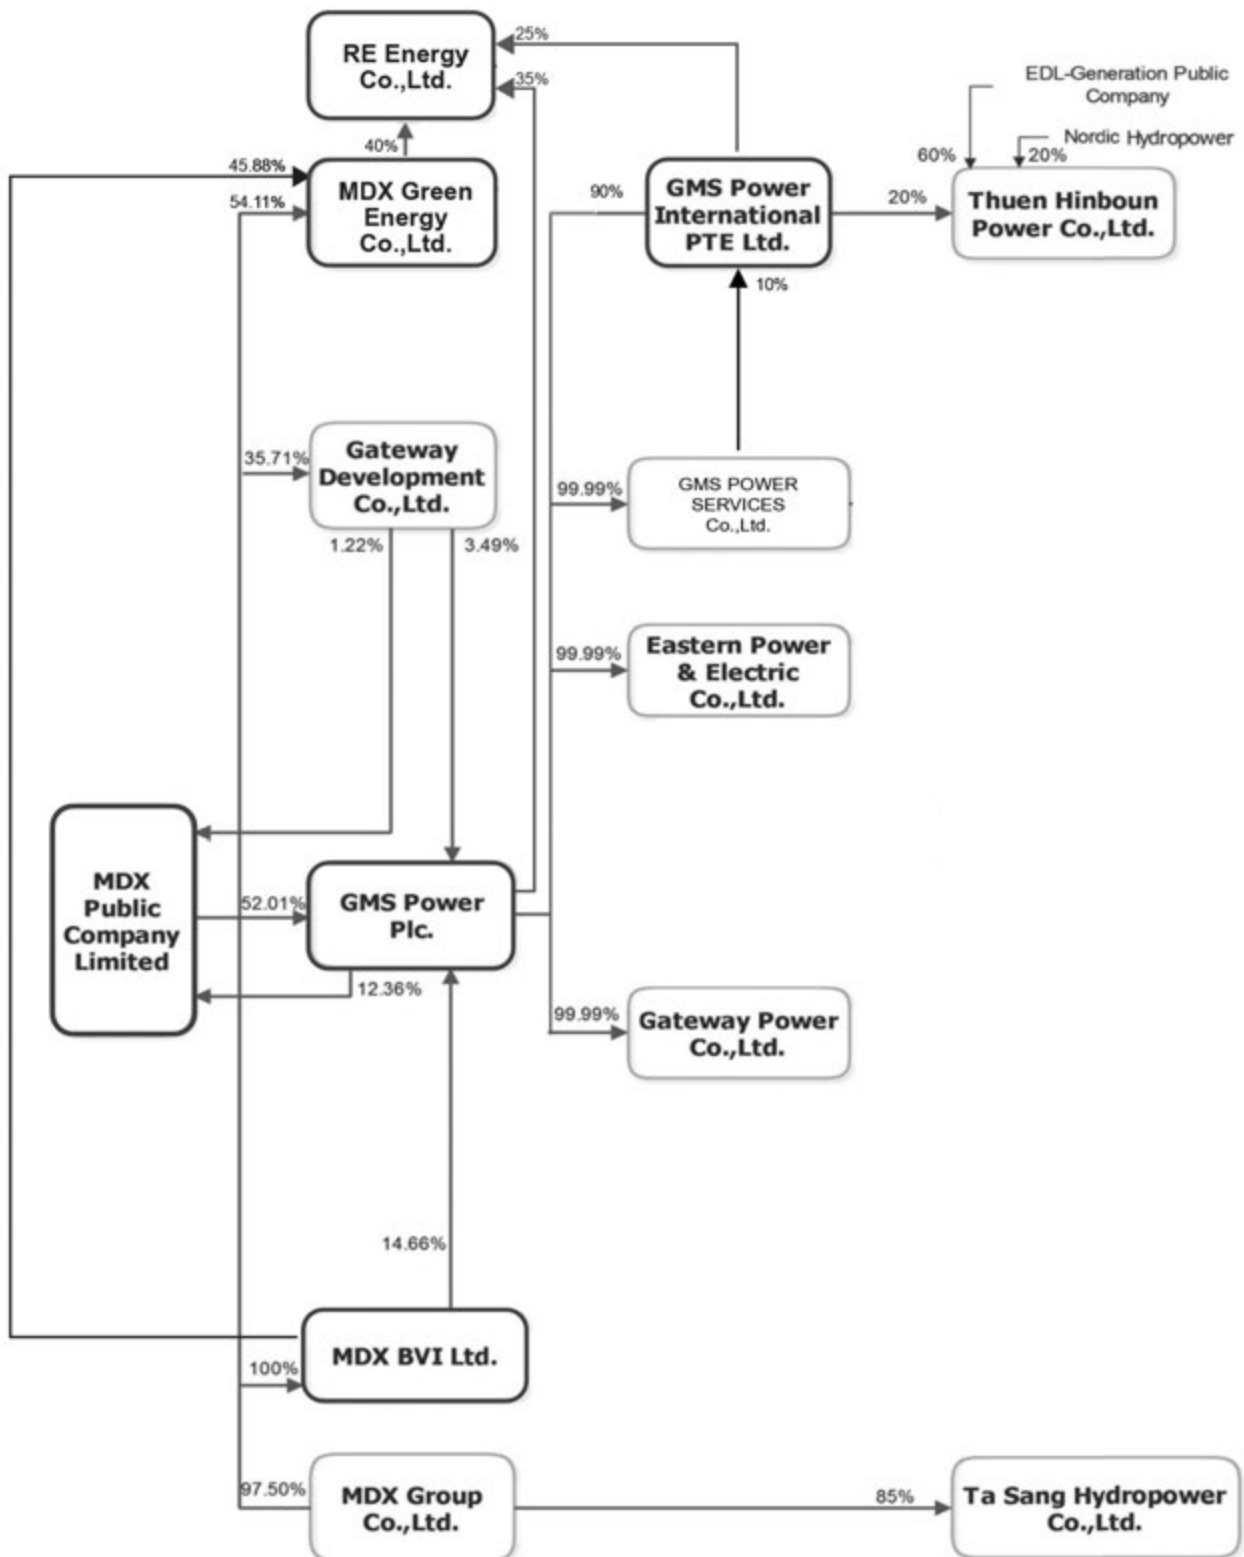 RE Energy
Co.,Ltd.
25%
35%
40%
EDL-Generation Public
Company
Nordic Hydropower
60%
20%
45.88%
54.11%
MDX Green
Energy
Co.,Ltd.
90%
GMS Power
International
PTE Ltd.
20%
Thuen Hinboun
Power Co.,Ltd.
10%
35.71%
Gateway
Development
Co.,Ltd.
99.99%
GMS POWER
SERVICES
Co.,Ltd.
1.22%
3.49%
99.99%
Eastern Power
& Electric
Co.,Ltd.
MDX
Public
Company
Limited
52.01%
GMS Power
Plc.
12.36%
99.99%
Gateway Power
Co.,Ltd.
14.66%
MDX BVI Ltd.
100%
97.50%
MDX Group
Co.,Ltd.
85%
Ta Sang Hydropower
Co.,Ltd.